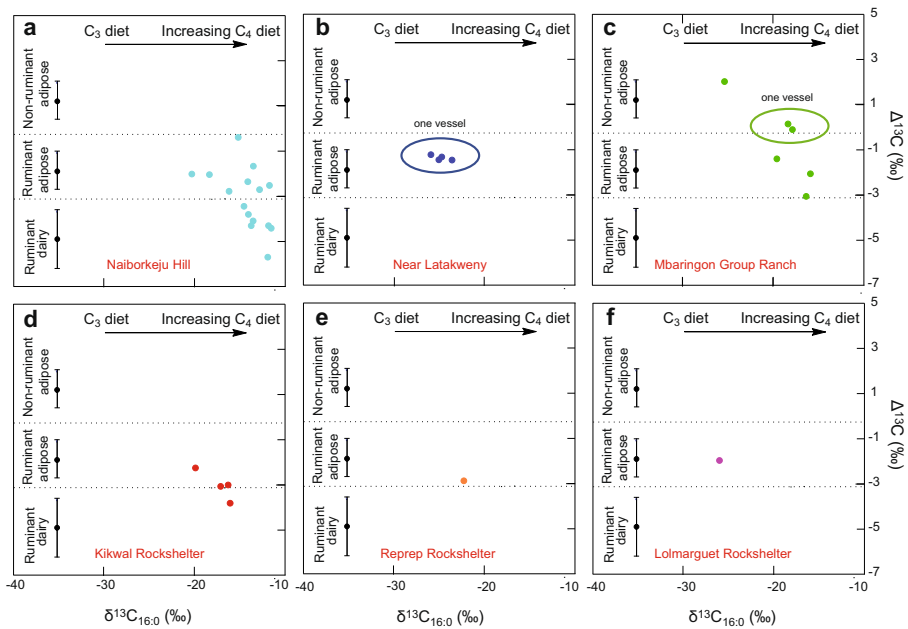 a
C₃ diet
Increasing C₄ diet
Non-ruminant
adipose
Ruminant
adipose
Ruminant
dairy
Naiborkeju Hill
b
C₃ diet
Increasing C₄ diet
Non-ruminant
adipose
Ruminant
adipose
Ruminant
dairy
one vessel
Near Latakweny
c
C₃ diet
Increasing C₄ diet
Non-ruminant
adipose
Ruminant
adipose
Ruminant
dairy
one vessel
Mbaringon Group Ranch
5
3
1
-1
-3
-5
-7
Δ¹³C (‰)
d
C₃ diet
Increasing C₄ diet
Non-ruminant
adipose
Ruminant
adipose
Ruminant
dairy
Kikwal Rockshelter
-40
-30
-20
-10
δ¹³C₁₆:₀ (‰)
e
C₃ diet
Increasing C₄ diet
Non-ruminant
adipose
Ruminant
adipose
Ruminant
dairy
Reprep Rockshelter
-40
-30
-20
-10
δ¹³C₁₆:₀ (‰)
f
C₃ diet
Increasing C₄ diet
Non-ruminant
adipose
Ruminant
adipose
Ruminant
dairy
Lolmarguet Rockshelter
-40
-30
-20
-10
δ¹³C₁₆:₀ (‰)
5
3
1
-1
-3
-5
-7
Δ¹³C (‰)